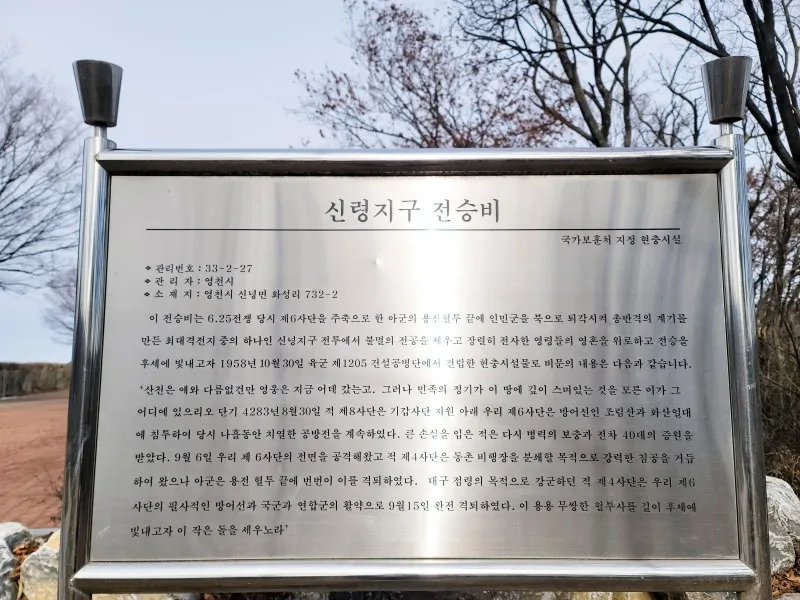 신령지구 전승비
국가보훈처 지정 현충시설
❖ 관리번호 : 33-2-27
❖ 관 리 자 : 영천시
❖ 소 재 지 : 영천시 신녕면 화성리 732-2
이 전승비는 6.25전쟁 당시 제6사단을 주축으로 한 아군의 용전혈투 끝에 인민군을 북으로 퇴각시켜 총반격의 계기를
만든 최대격전지 중의 하나인 신녕지구 전투에서 불멸의 전공을 세우고 장렬히 전사한 영령들의 영혼을 위로하고 전승을
후세에 빛내고자 1958년 10월 30일 육군 제1205 건설공병단에서 건립한 현충시설물로 비문의 내용은 다음과 같습니다.
‘산천은 예와 다름없건만 영웅은 지금 어데 갔는고. 그러나 민족의 정기가 이 땅에 깊이 스며있는 것을 모른 이가 그
어디에 있으리오 단기 4283년 8월 30일 적 제8사단은 기갑사단 지원 아래 우리 제6사단은 방어선인 조림산과 화산일대
에 침투하여 당시 나흘동안 치열한 공방전을 계속하였다. 큰 손실을 입은 적은 다시 병력의 보충과 전차 40대의 증원을
받았다. 9월 6일 우리 제 6사단의 전면을 공격해왔고 적 제4사단은 동촌 비행장을 분쇄할 목적으로 강력한 침공을 거듭
하여 왔으나 아군은 용전 혈투 끝에 번번이 이를 격퇴하였다. 대구 점령의 목적으로 강군하던 적 제4사단은 우리 제6
사단의 필사적인 방어선과 국군과 연합군의 활약으로 9월15일 완전 격퇴하였다. 이 용용 무쌍한 혈투사를 길이 후세에
빛내고자 이 작은 돌을 세우노라’